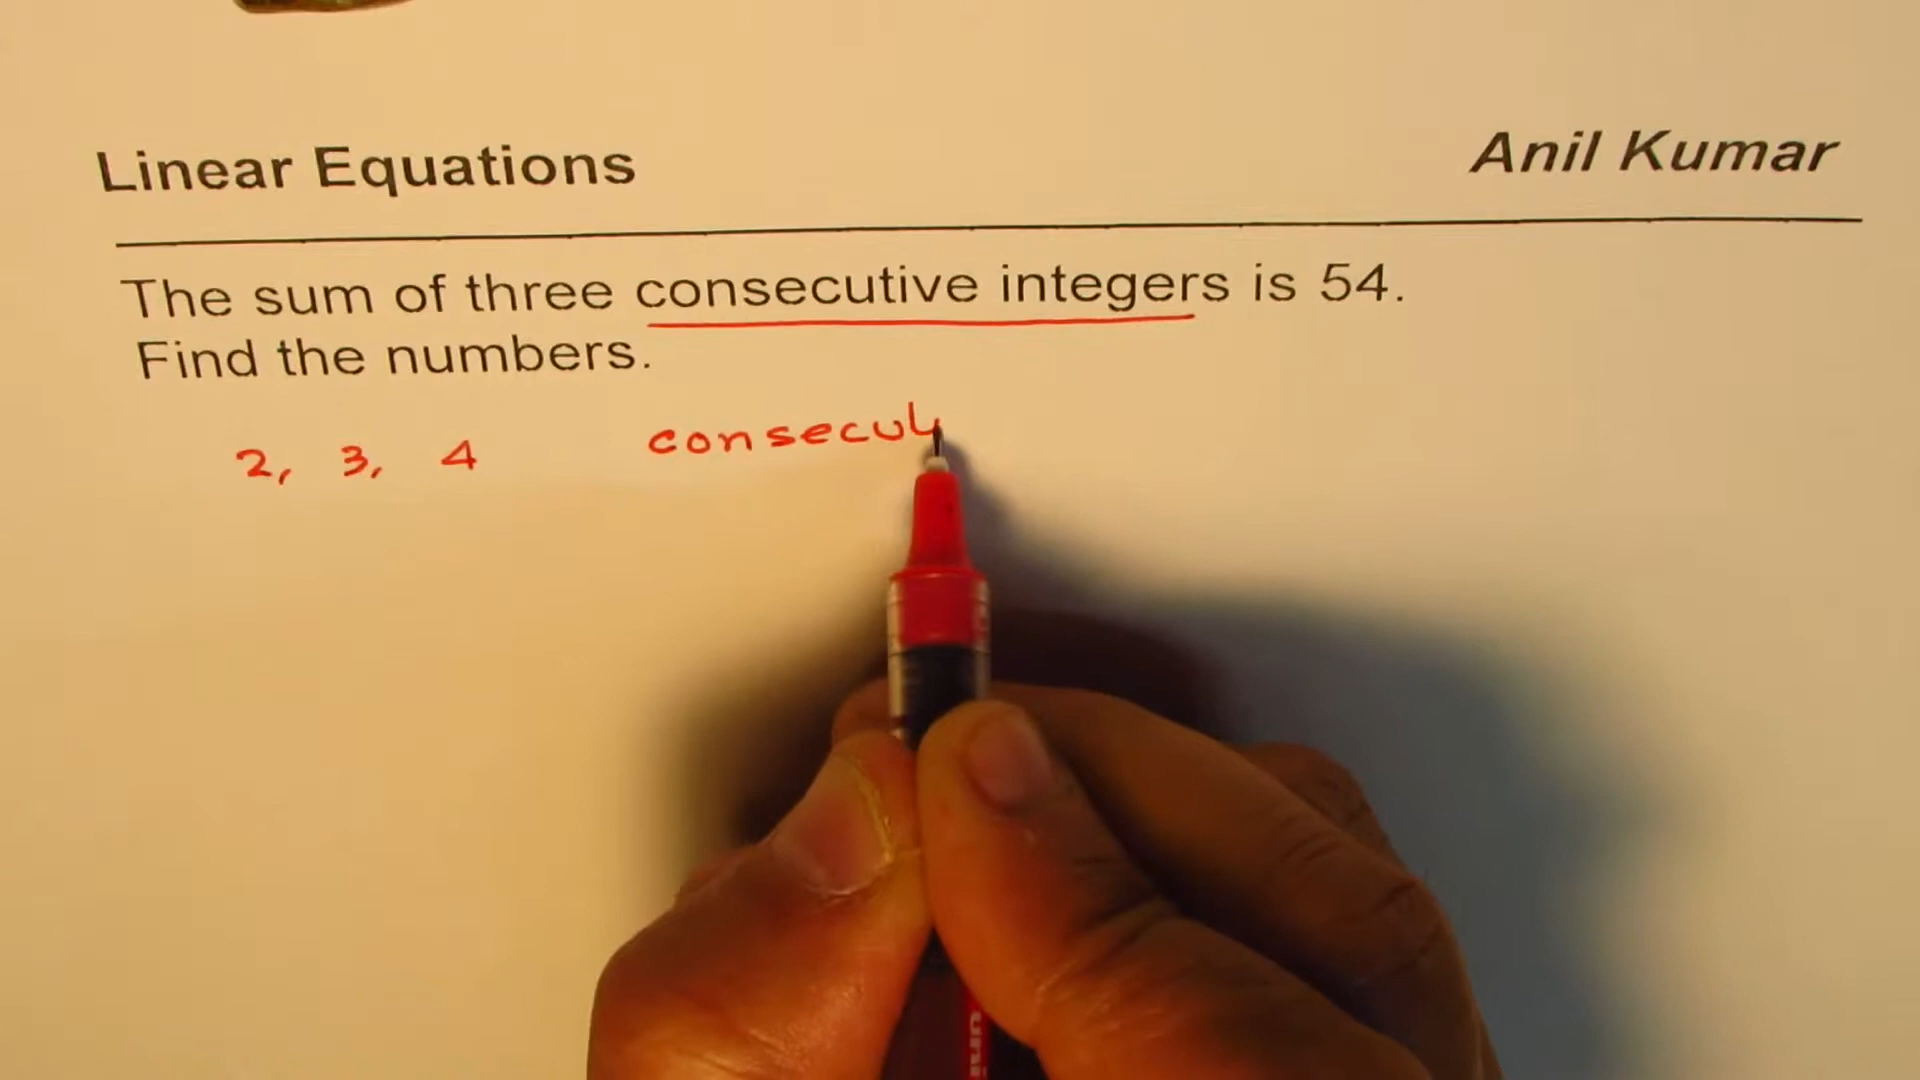 Linear Equations Anil Kumar
The sum of three consecutive integers is 54.
Find the numbers.
2, 3, 4 consecut
uni